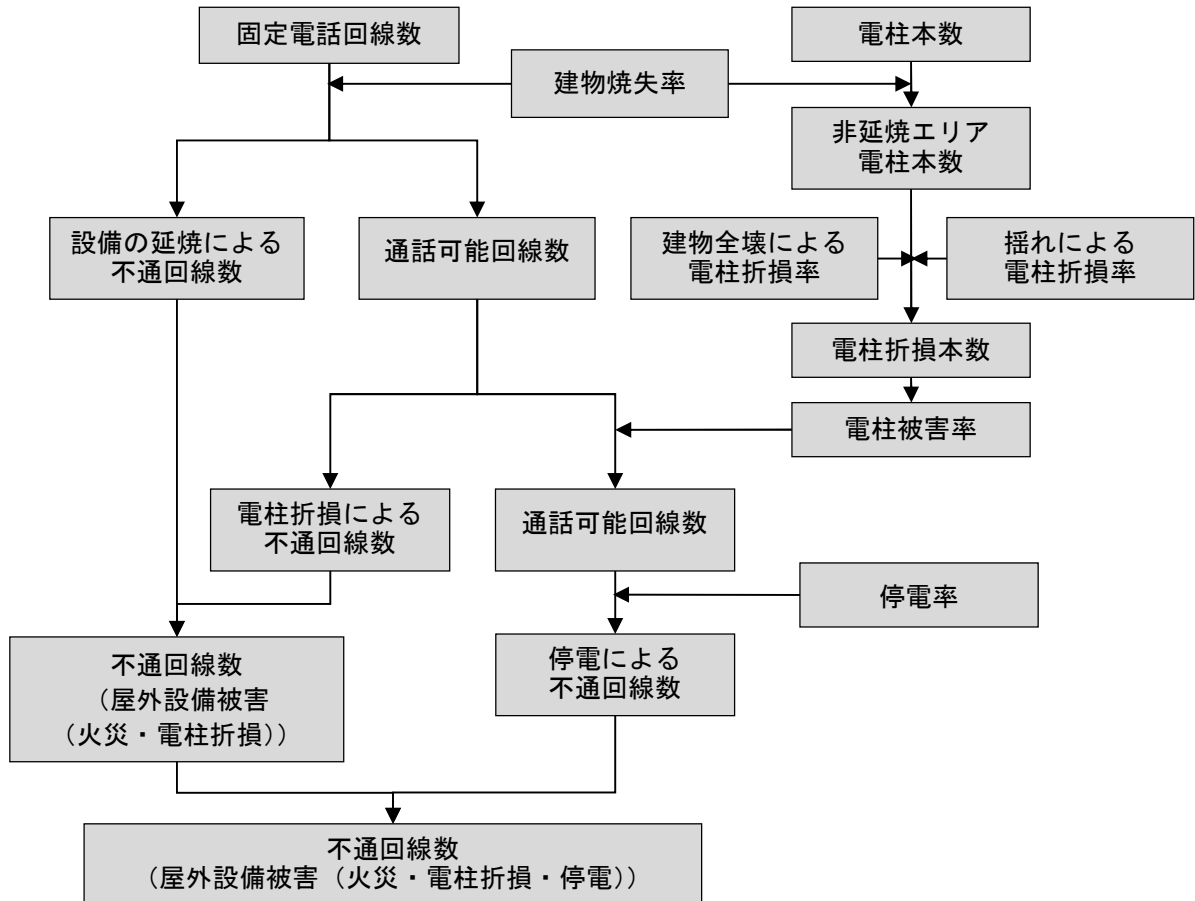 固定電話回線数
電柱本数
建物焼失率
非延焼エリア
電柱本数
設備の延焼による
不通回線数
通話可能回線数
建物全壊による
電柱折損率
揺れによる
電柱折損率
電柱折損本数
電柱被害率
電柱折損による
不通回線数
通話可能回線数
停電率
不通回線数
（屋外設備被害
（火災・電柱折損））
停電による
不通回線数
不通回線数
（屋外設備被害（火災・電柱折損・停電））